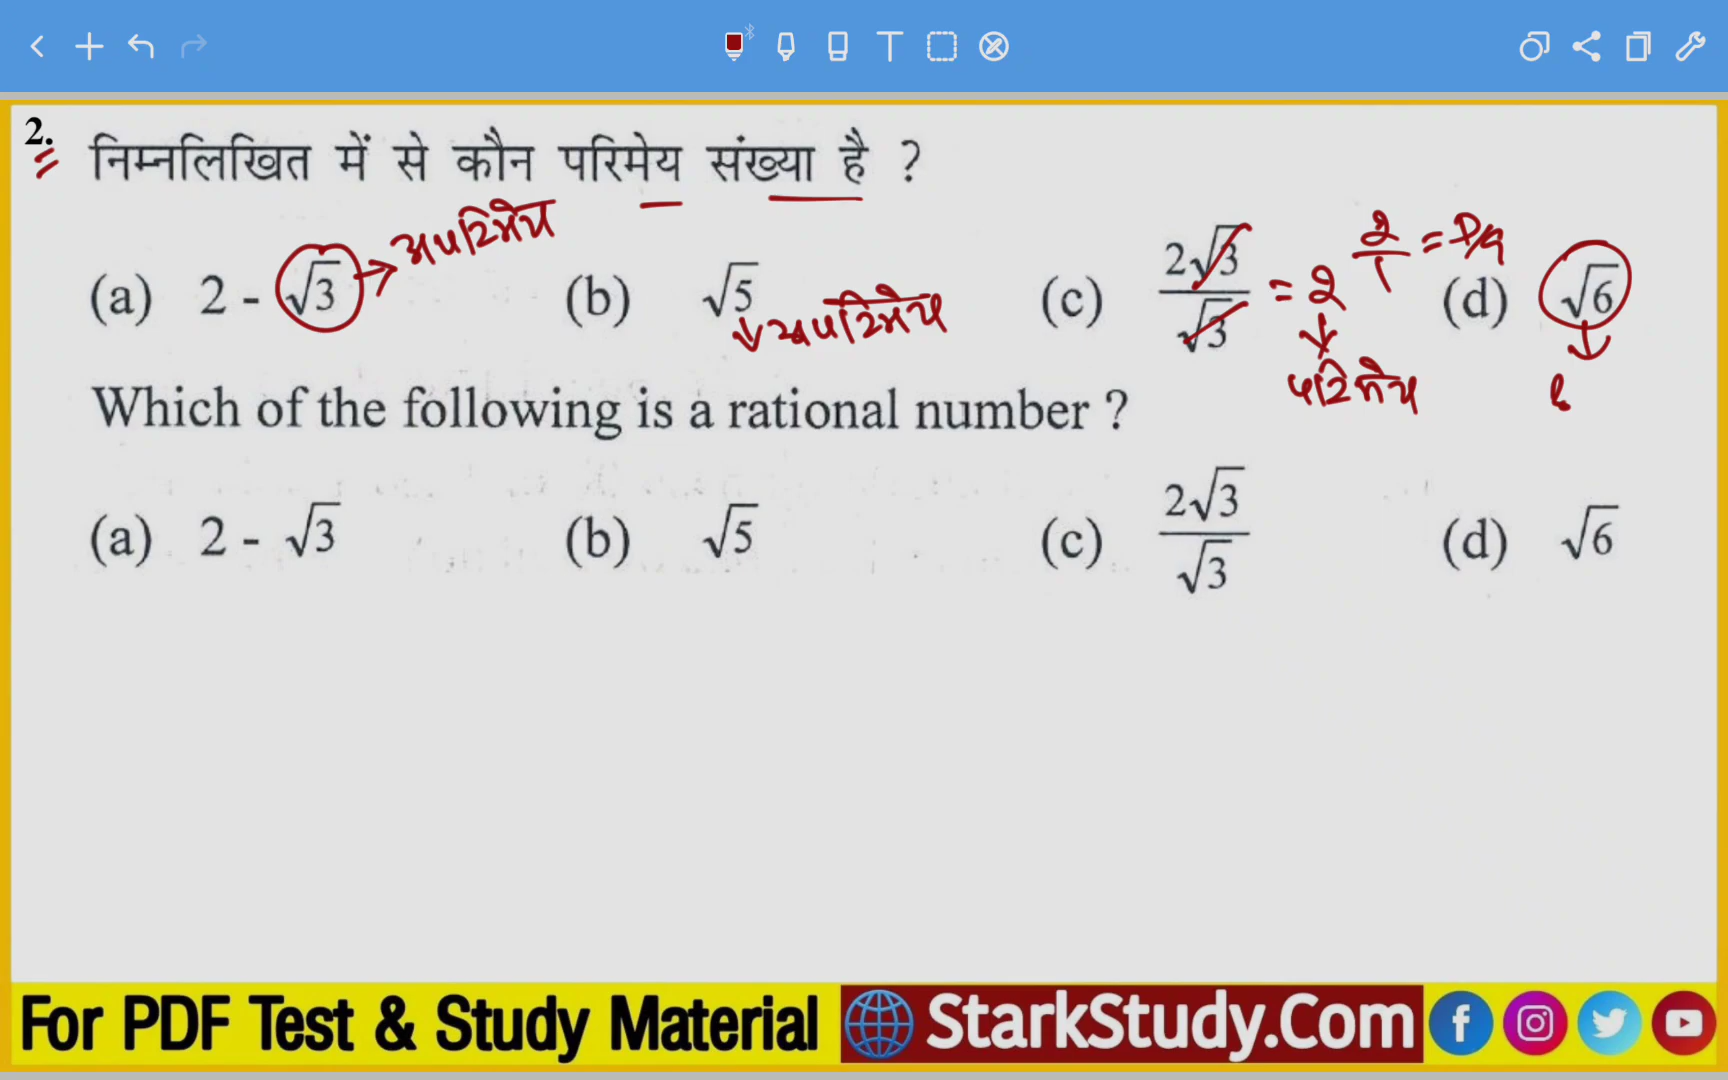 2. निम्नलिखित में से कौन परिमेय संख्या है ?
(a) 2 - √3 → अपरिमेय (b) √5 ↓ अपरिमेय (c) 2√3/√3 = 2 ↓ परिमेय 2/1 = P/q (d) √6
Which of the following is a rational number ?
(a) 2 - √3 (b) √5 (c) 2√3/√3 (d) √6
For PDF Test & Study Material StarkStudy.Com